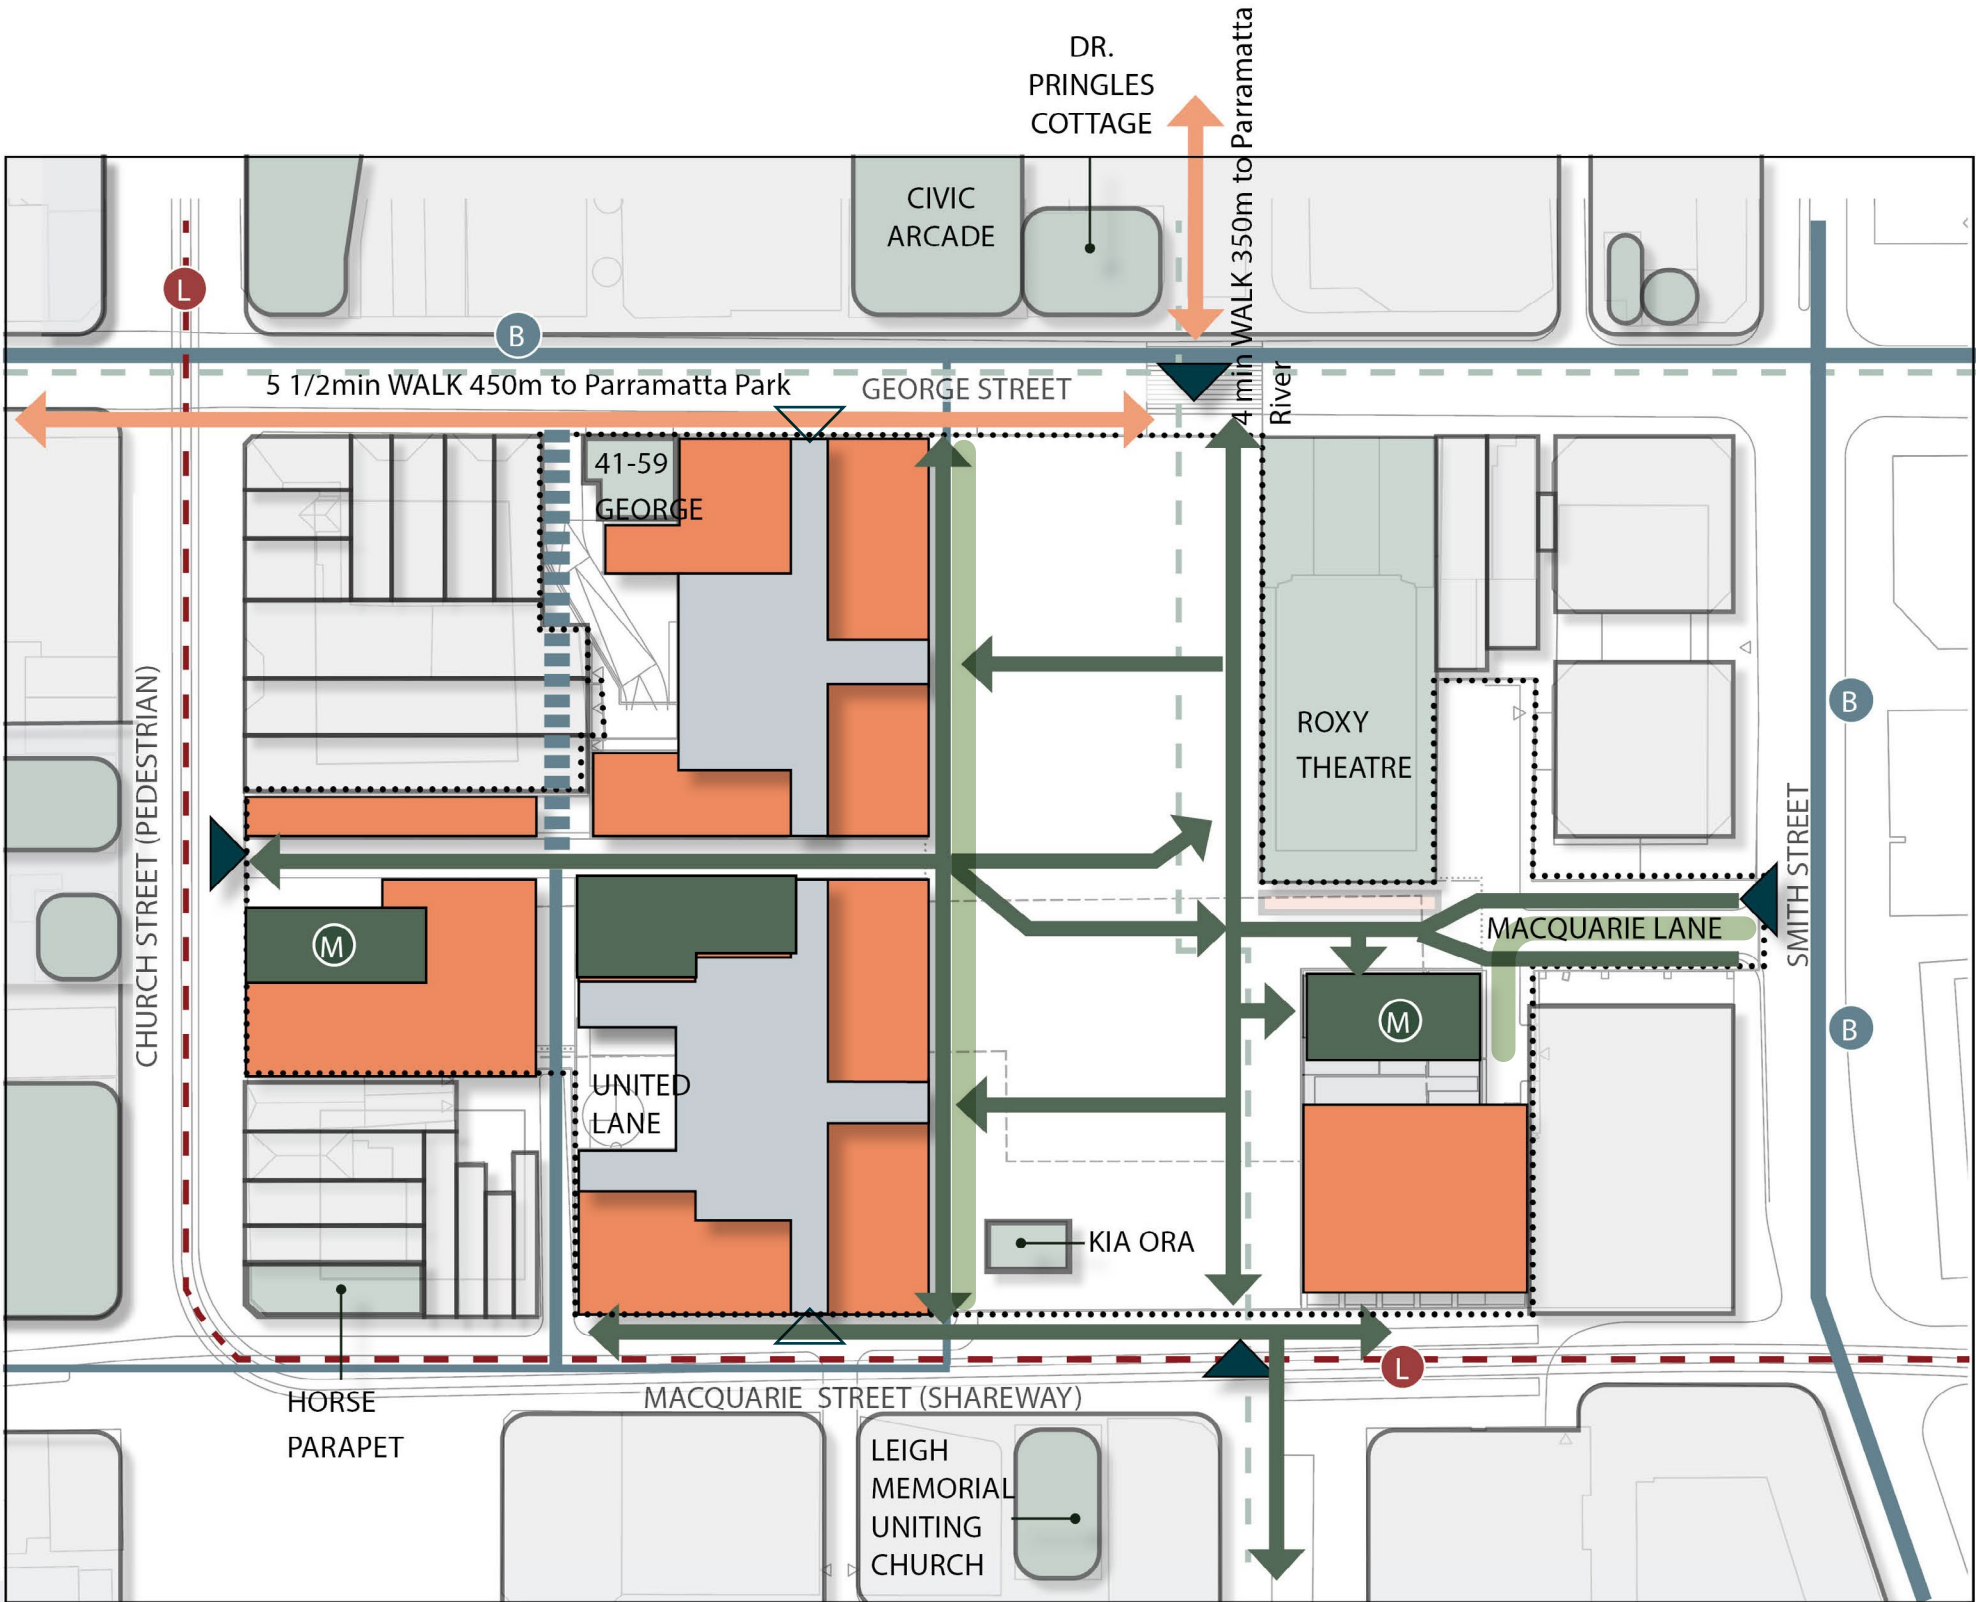 DR.
PRINGLES
COTTAGE
4 min WALK 350m to Parramatta
River
CIVIC
ARCADE
L
B
5 1/2min WALK 450m to Parramatta Park
GEORGE STREET
41-59
GEORGE
ROXY
THEATRE
B
CHURCH STREET (PEDESTRIAN)
SMITH STREET
MACQUARIE LANE
M
M
B
UNITED
LANE
KIA ORA
L
MACQUARIE STREET (SHAREWAY)
HORSE
PARAPET
LEIGH
MEMORIAL
UNITING
CHURCH